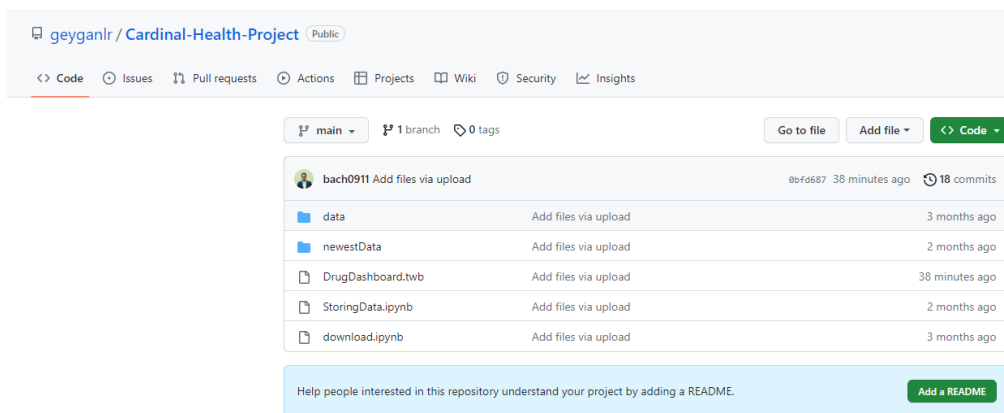 geyganlr / Cardinal-Health-Project Public
<> Code Issues Pull requests Actions Projects Wiki Security Insights
main 1 branch 0 tags Go to file Add file <> Code
bach0911 Add files via upload 0bfd687 38 minutes ago 18 commits
data Add files via upload 3 months ago
newestData Add files via upload 2 months ago
DrugDashboard.twb Add files via upload 38 minutes ago
StoringData.ipynb Add files via upload 2 months ago
download.ipynb Add files via upload 3 months ago
Help people interested in this repository understand your project by adding a README. Add a README